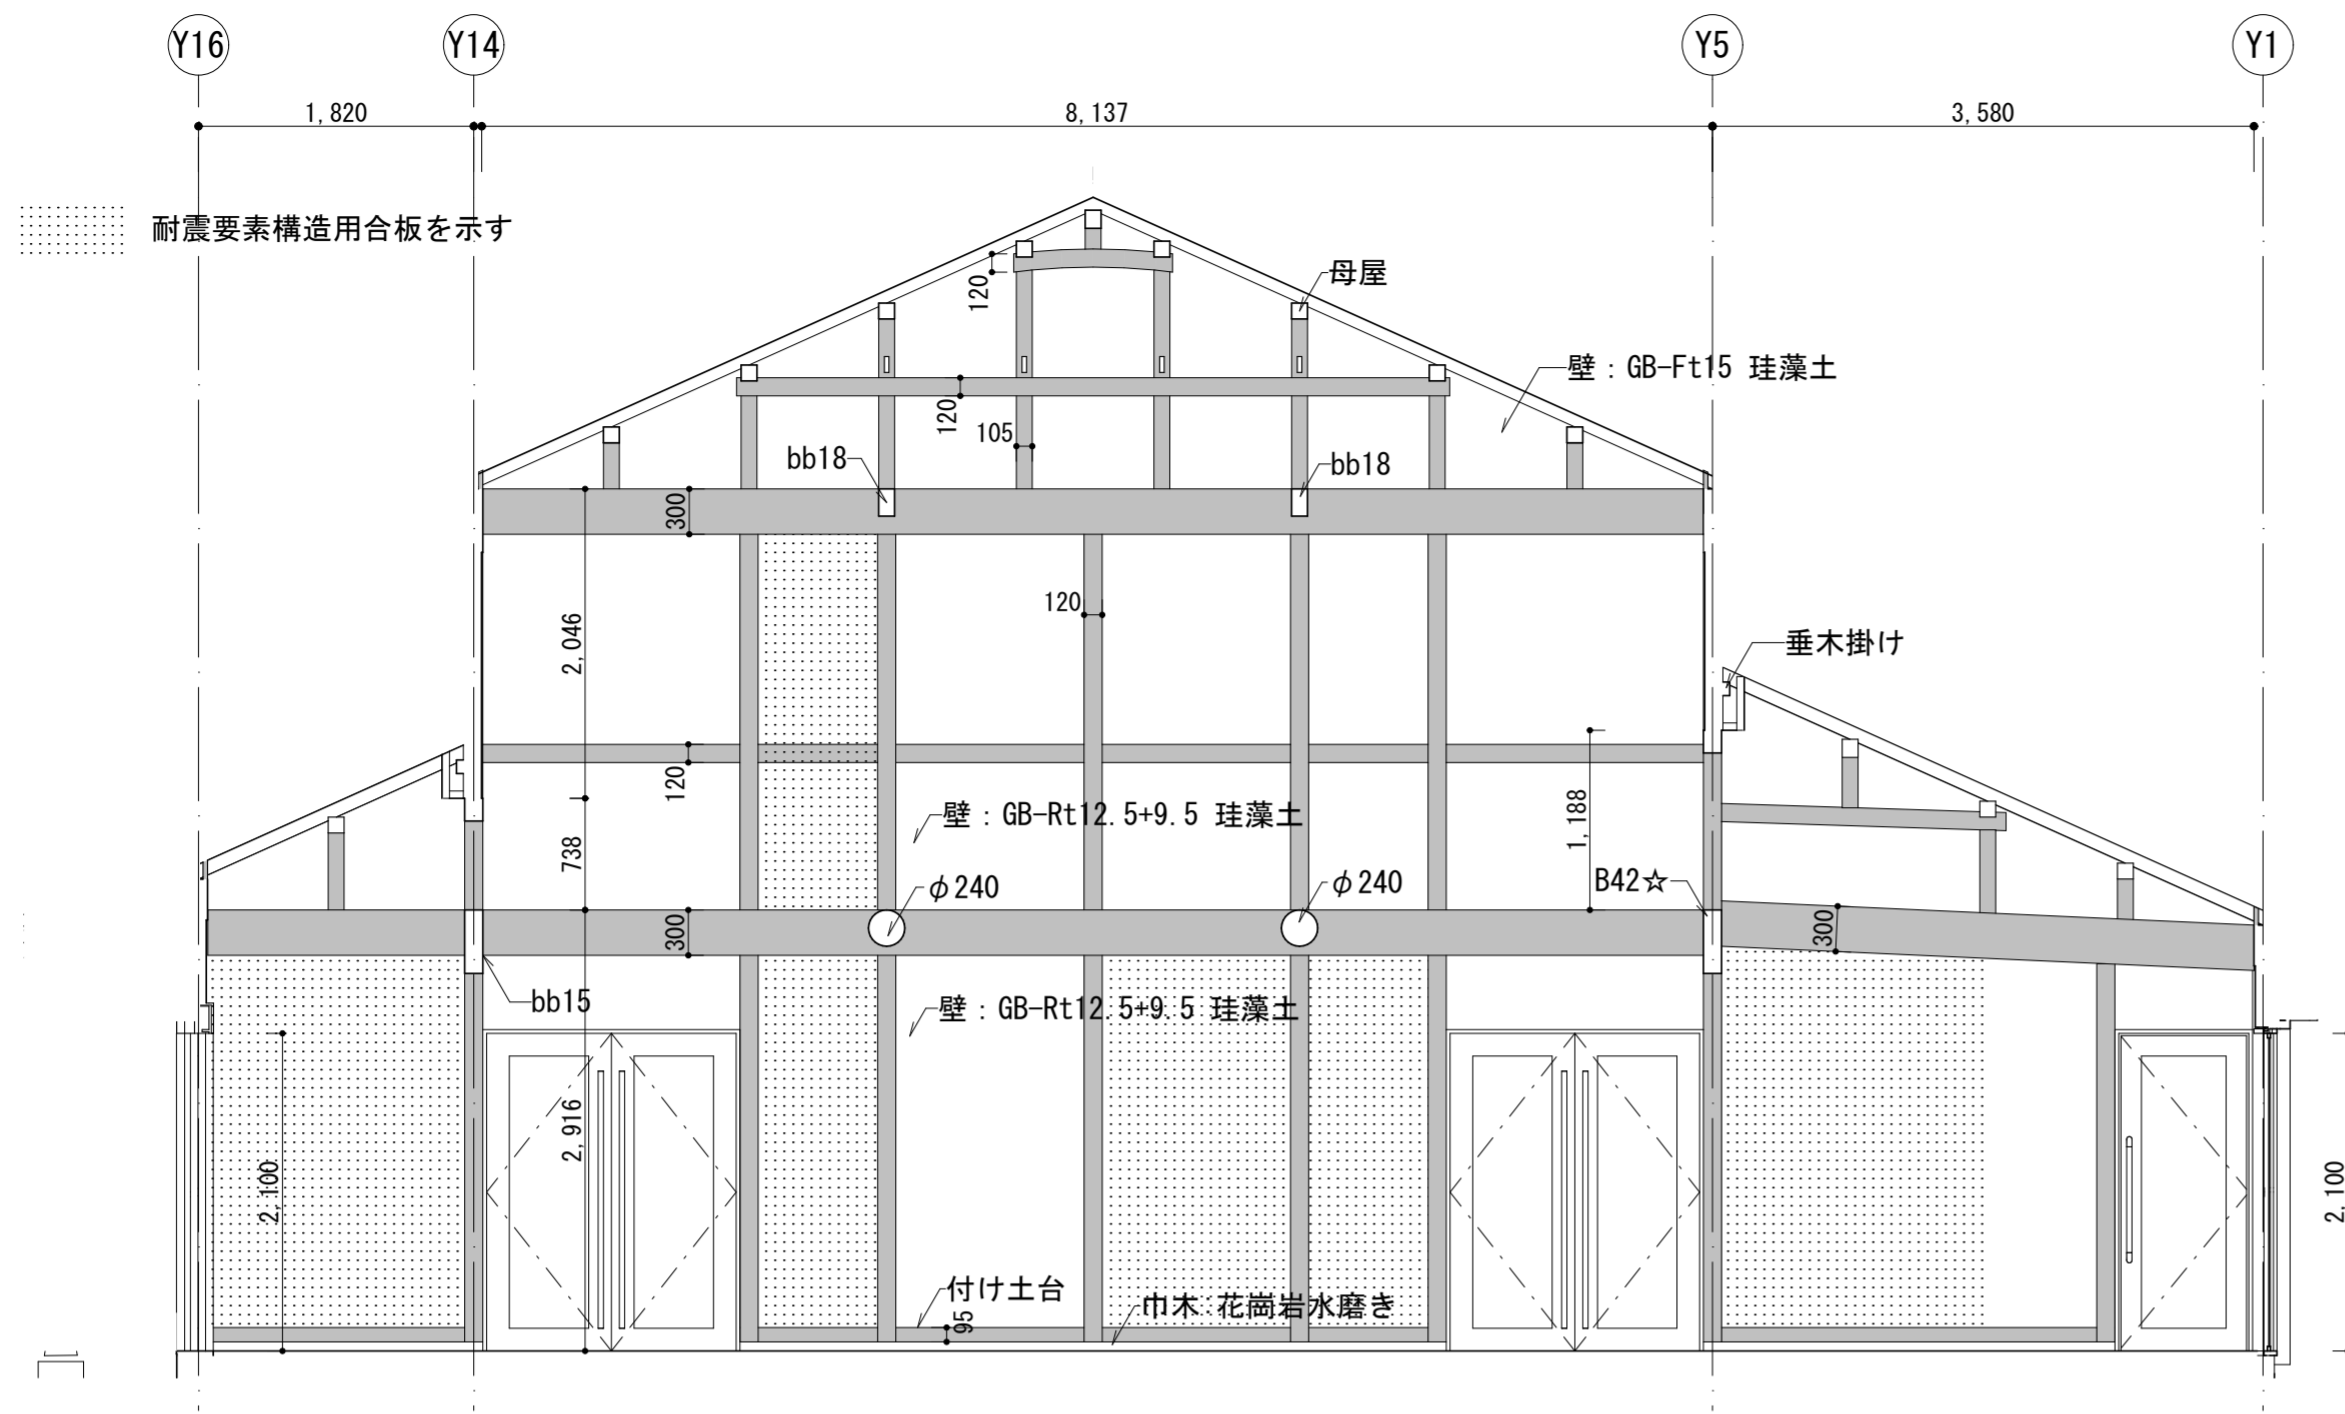 Y16
Y14
Y5
Y1
1,820
8,137
3,580
耐震要素構造用合板を示す
120
母屋
壁：GB-Ft15 珪藻土
120
105
bb18
bb18
300
2,046
120
垂木掛け
120
1,188
壁：GB-Rt12.5+9.5 珪藻土
738
φ240
φ240
B42☆
300
300
bb15
壁：GB-Rt12.5+9.5 珪藻土
2,916
2,100
2,100
付け土台
95
巾木:花崗岩水磨き